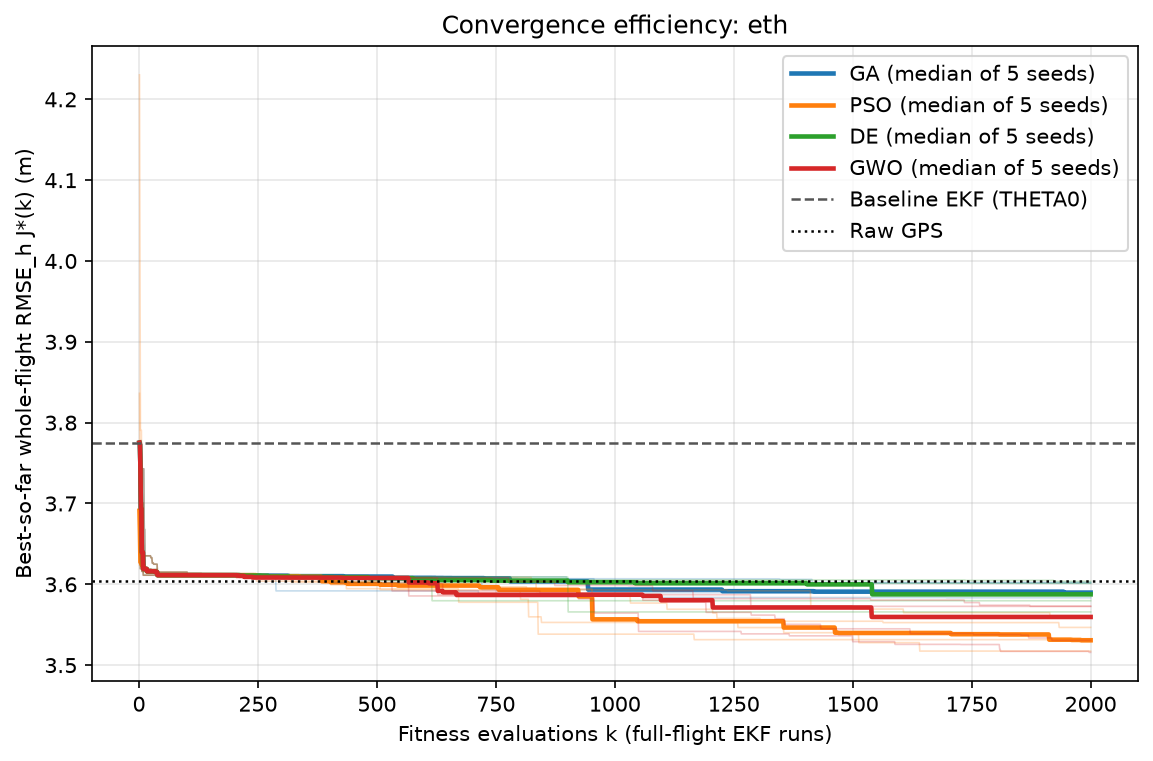 Convergence efficiency: eth
Best-so-far whole-flight RMSE_h J*(k) (m)
4.2
4.1
4.0
3.9
3.8
3.7
3.6
3.5
GA (median of 5 seeds)
PSO (median of 5 seeds)
DE (median of 5 seeds)
GWO (median of 5 seeds)
Baseline EKF (THETA0)
Raw GPS
0 250 500 750 1000 1250 1500 1750 2000
Fitness evaluations k (full-flight EKF runs)